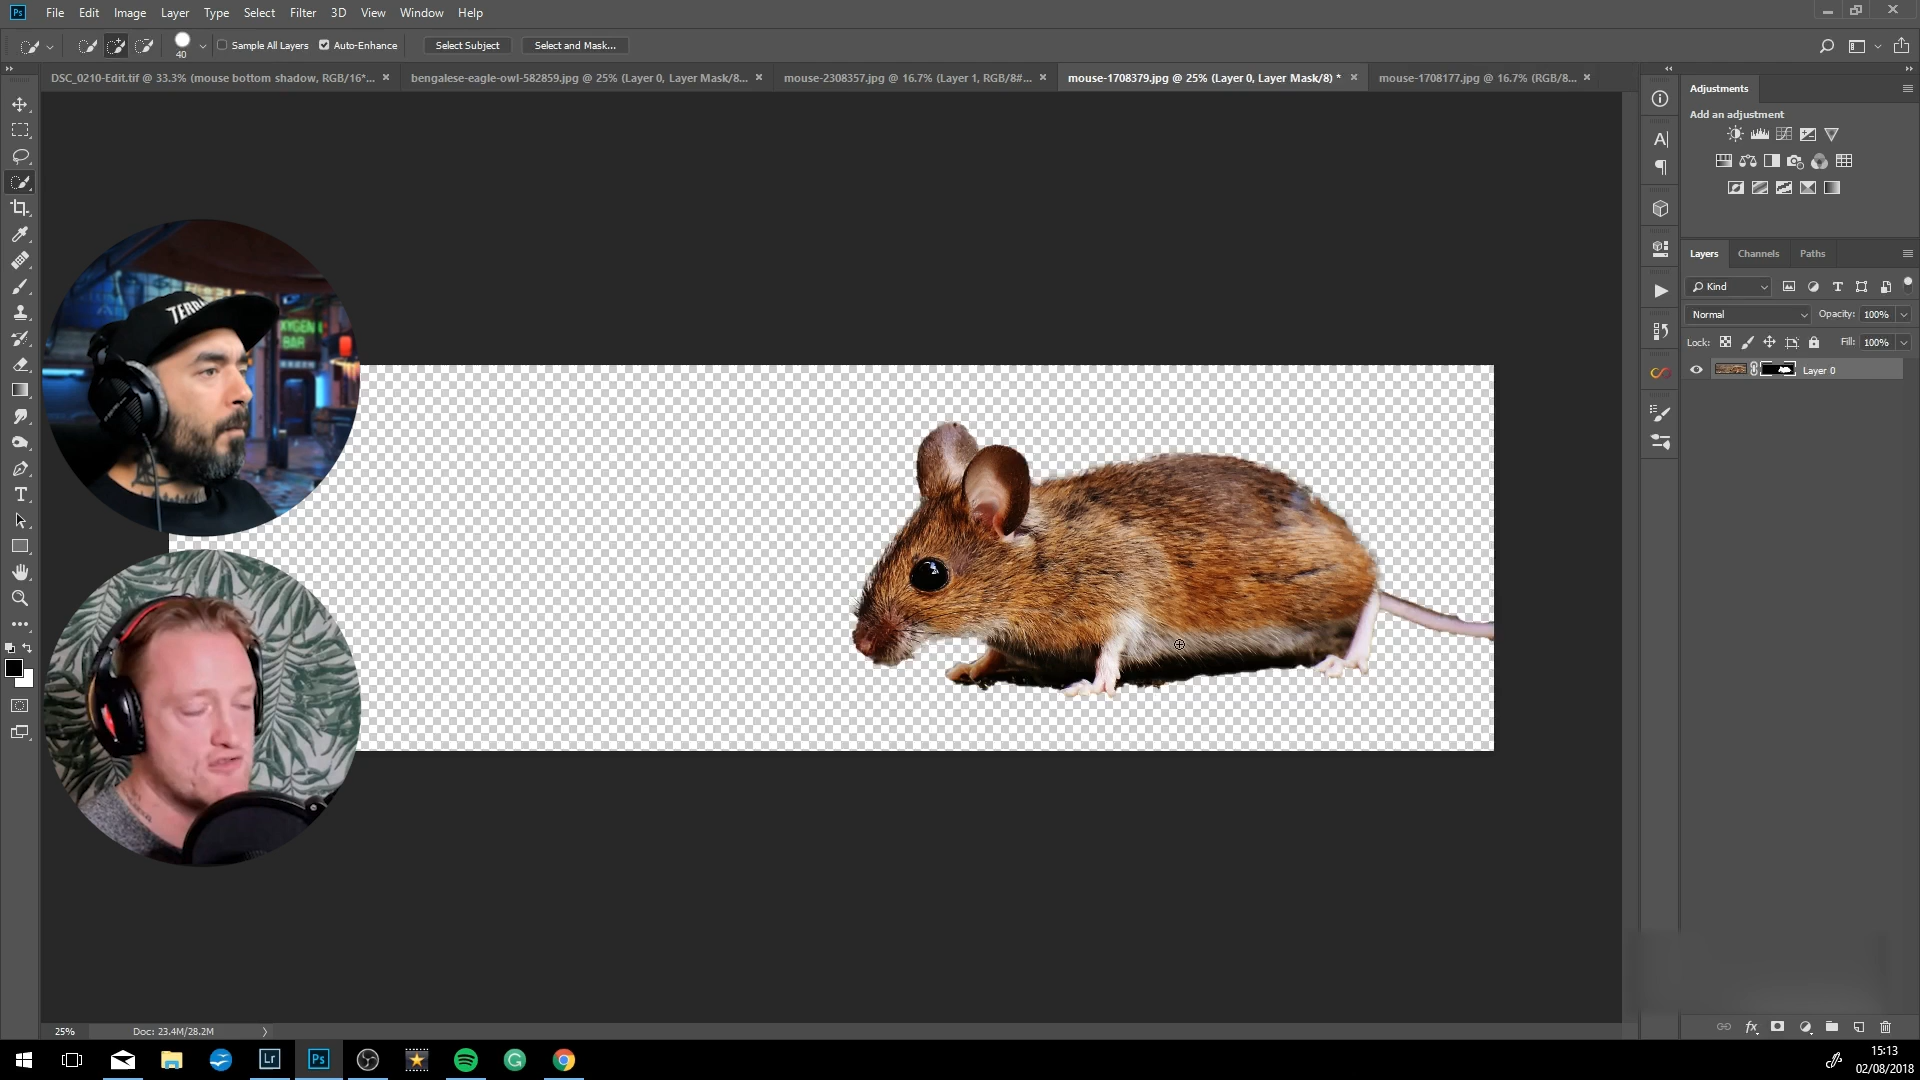 Ps File Edit Image Layer Type Select Filter 3D View Window Help
40 Sample All Layers Auto-Enhance Select Subject Select and Mask...
DSC_0210-Edit.tif @ 33.3% (mouse bottom shadow, RGB/16*... bengalese-eagle-owl-582859.jpg @ 25% (Layer 0, Layer Mask/8... mouse-2308357.jpg @ 16.7% (Layer 1, RGB/8#... mouse-1708379.jpg @ 25% (Layer 0, Layer Mask/8) * mouse-1708177.jpg @ 16.7% (RGB/8...
Adjustments
Add an adjustment
Layers Channels Paths
Kind
Normal Opacity: 100%
Lock: Fill: 100%
Layer 0
OXYGEN
BAR
25% Doc: 23.4M/28.2M
Lr Ps
15:13
02/08/2018